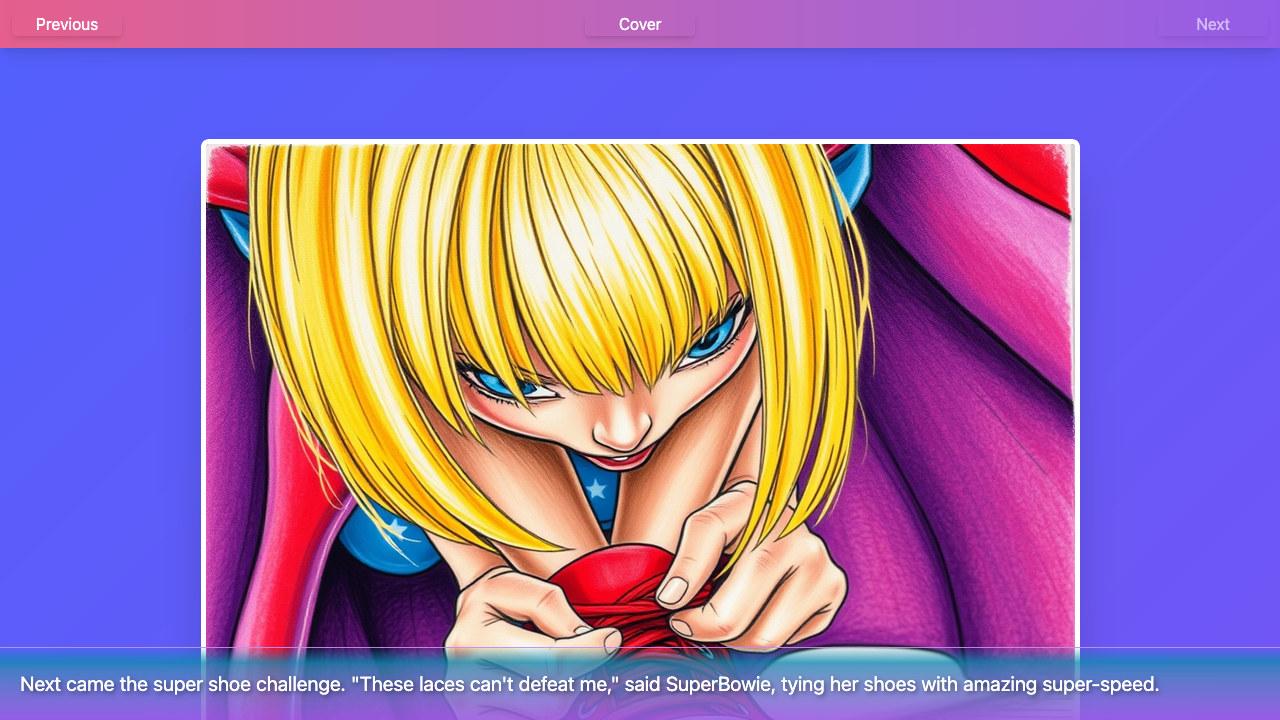 Previous
Cover
Next
Next came the super shoe challenge. "These laces can't defeat me," said SuperBowie, tying her shoes with amazing super-speed.